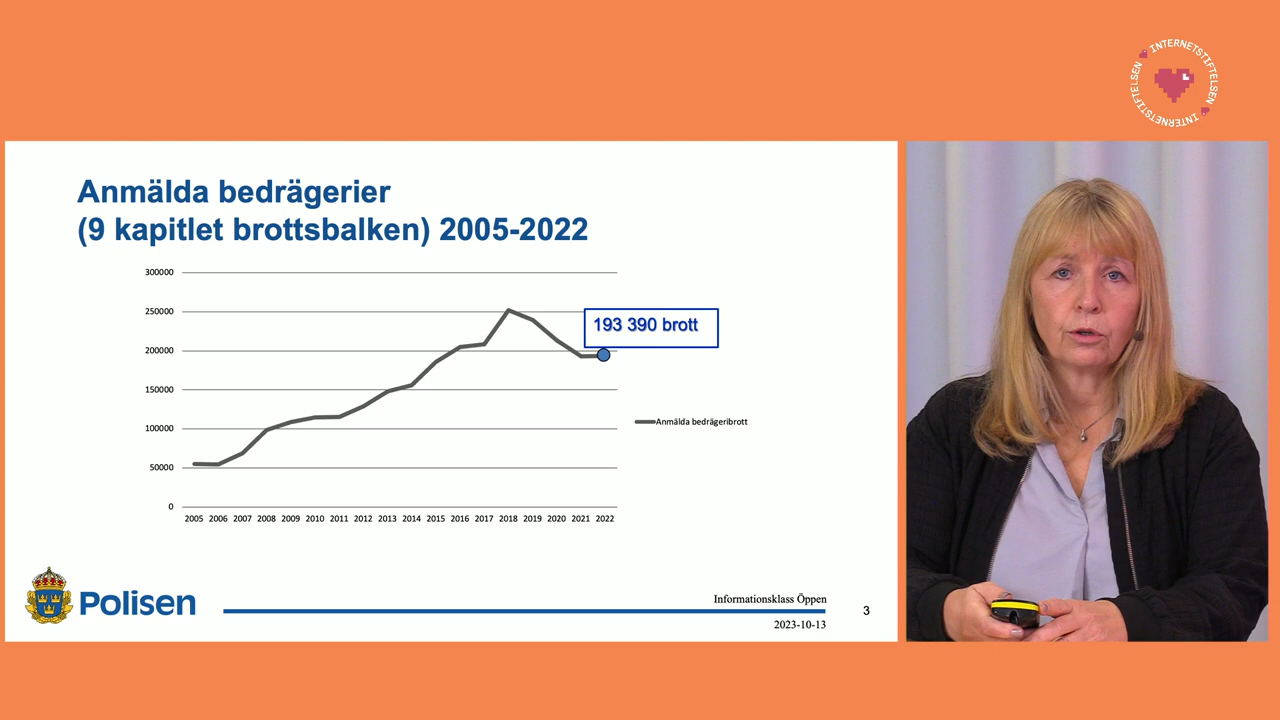 INTERNETSTIFTELSEN
INTERNETSTIFTELSEN
Anmälda bedrägerier
(9 kapitlet brottsbalken) 2005-2022
300000
250000
200000
150000
100000
50000
0
193 390 brott
Anmälda bedrägeribrott
2005 2006 2007 2008 2009 2010 2011 2012 2013 2014 2015 2016 2017 2018 2019 2020 2021 2022
Polisen
Informationsklass Öppen
3
2023-10-13